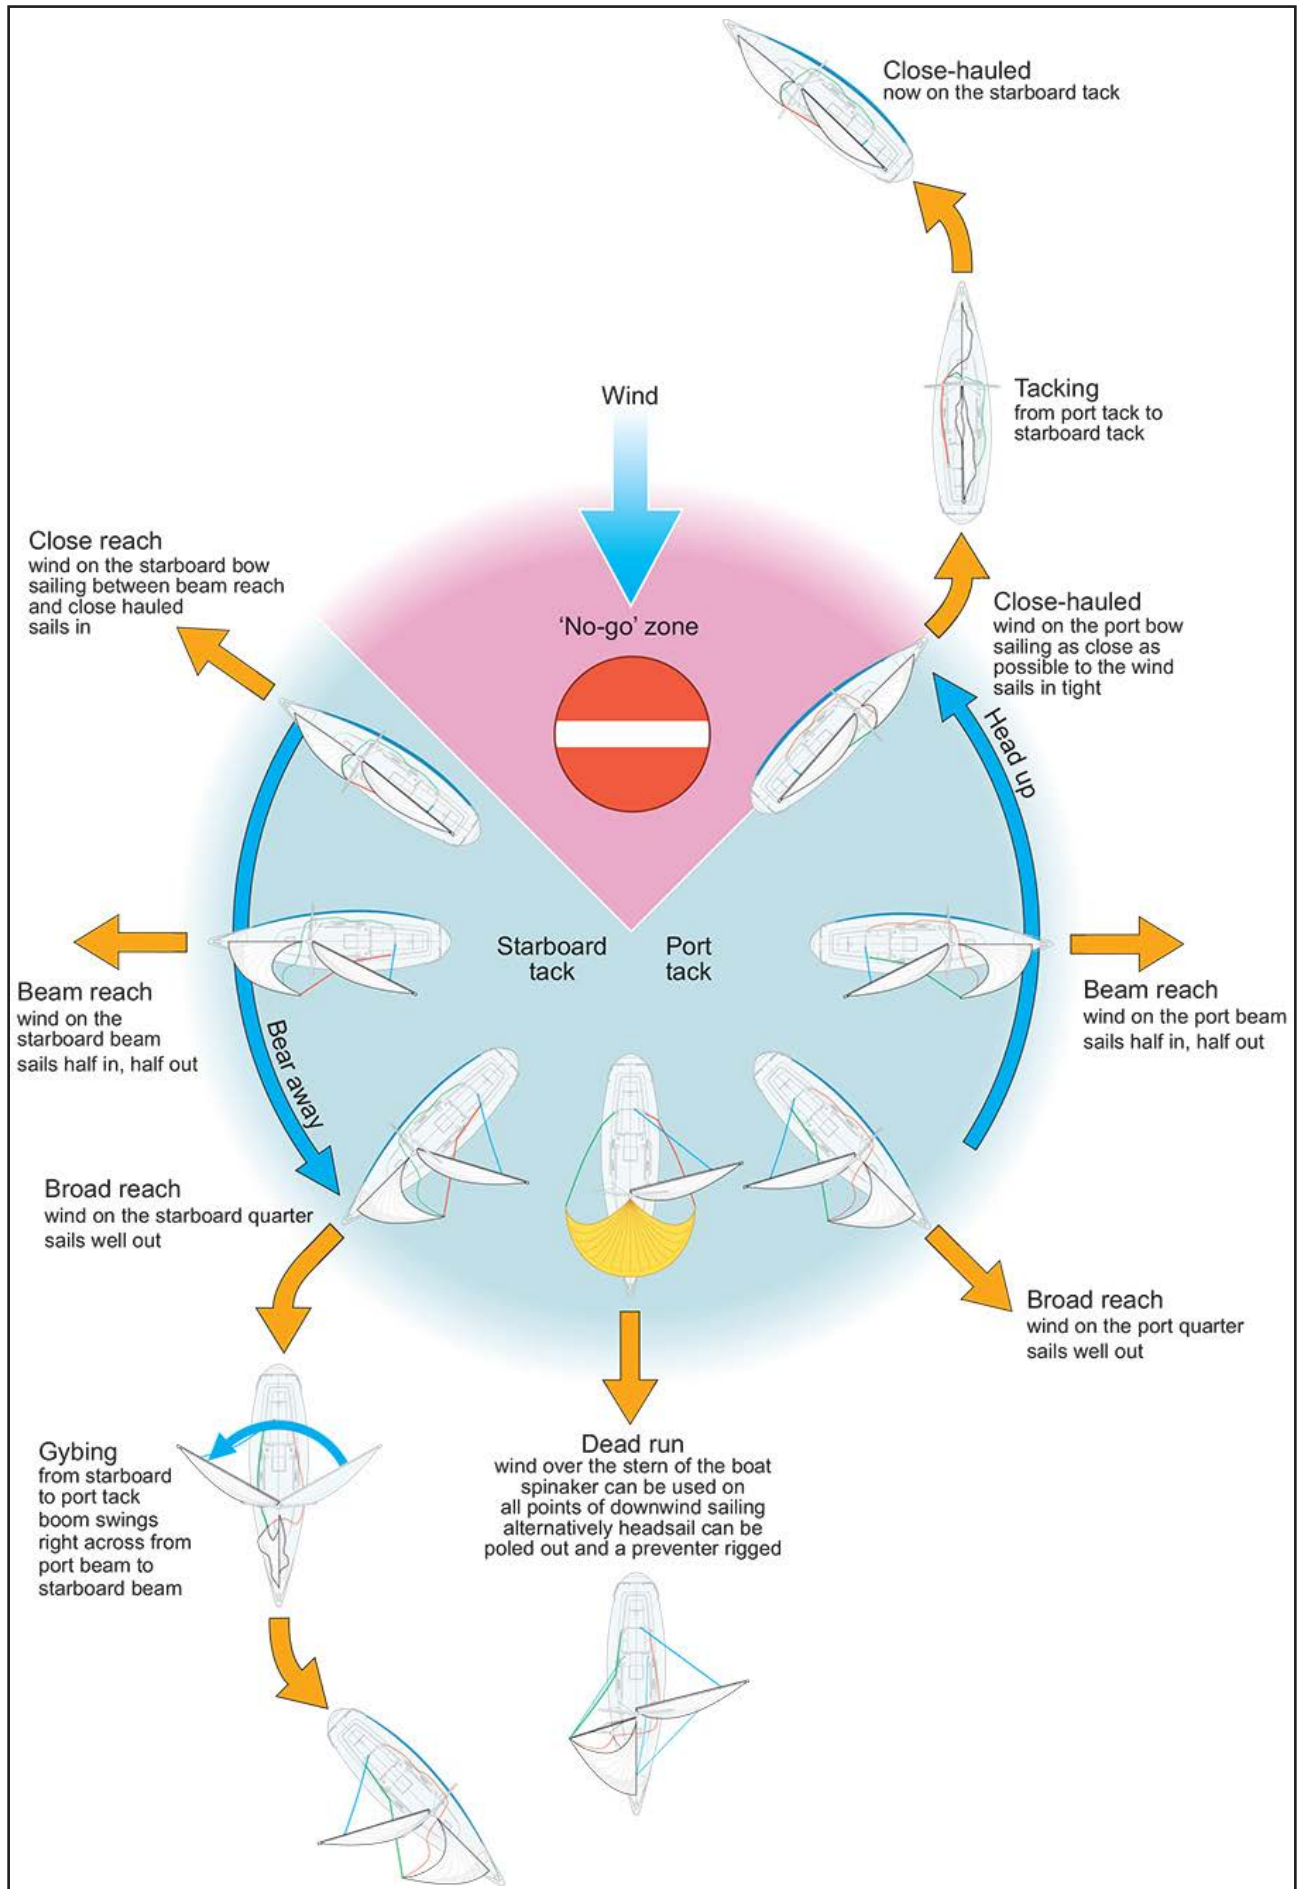 Close-hauled
now on the starboard tack
Tacking
from port tack to
starboard tack
Wind
Close reach
wind on the starboard bow
sailing between beam reach
and close hauled
sails in
'No-go' zone
Close-hauled
wind on the port bow
sailing as close as
possible to the wind
sails in tight
Head up
Starboard
tack
Port
tack
Beam reach
wind on the
starboard beam
sails half in, half out
Beam reach
wind on the port beam
sails half in, half out
Bear away
Broad reach
wind on the starboard quarter
sails well out
Broad reach
wind on the port quarter
sails well out
Gybing
from starboard
to port tack
boom swings
right across from
port beam to
starboard beam
Dead run
wind over the stern of the boat
spinaker can be used on
all points of downwind sailing
alternatively headsail can be
poled out and a preventer rigged